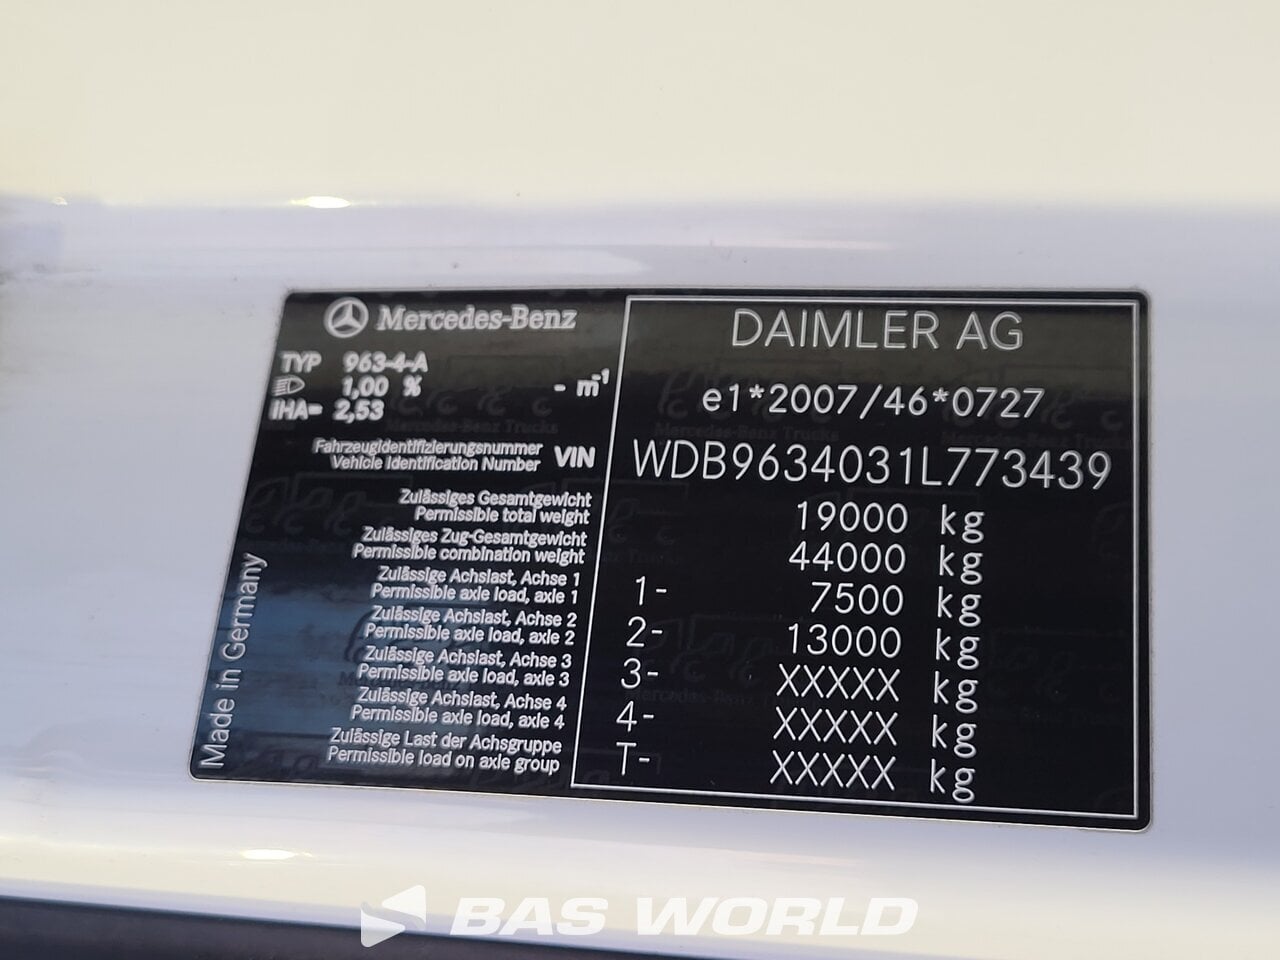 Mercedes-Benz
TYP 963-4-A
1,00 % - m-1
IHA= 2,53
Fahrzeugidentifizierungsnummer
Vehicle Identification Number VIN
Zulässiges Gesamtgewicht
Permissible total weight
Zulässiges Zug-Gesamtgewicht
Permissible combination weight
Zulässige Achslast, Achse 1
Permissible axle load, axle 1
Zulässige Achslast, Achse 2
Permissible axle load, axle 2
Zulässige Achslast, Achse 3
Permissible axle load, axle 3
Zulässige Achslast, Achse 4
Permissible axle load, axle 4
Zulässige Last der Achsgruppe
Permissible load on axle group
Made in Germany
DAIMLER AG
e1*2007/46*0727
WDB9634031L773439
19000 kg
44000 kg
1- 7500 kg
2- 13000 kg
3- XXXXX kg
4- XXXXX kg
T- XXXXX kg
BAS WORLD